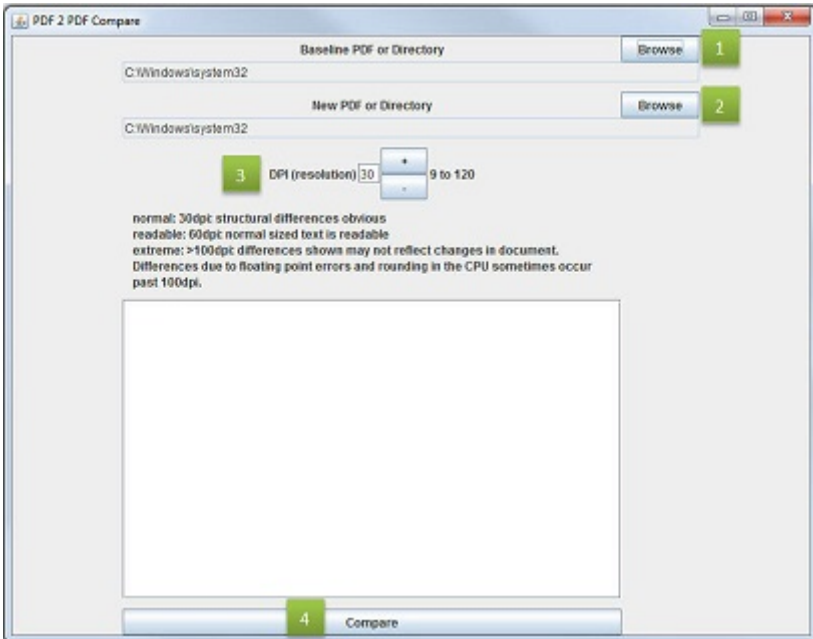 PDF 2 PDF Compare
Baseline PDF or Directory Browse 1
C:\Windows\system32
New PDF or Directory Browse 2
C:\Windows\system32
3 DPI (resolution) 30 + 9 to 120
-
normal: 30dpi: structural differences obvious
readable: 60dpi: normal sized text is readable
extreme: >100dpi: differences shown may not reflect changes in document.
Differences due to floating point errors and rounding in the CPU sometimes occur
past 100dpi.
4 Compare